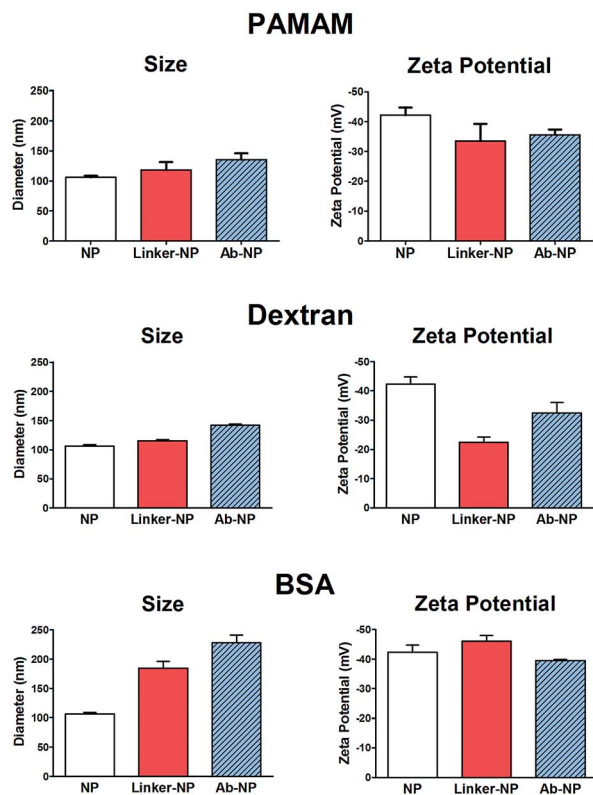 PAMAM
Size
Zeta Potential
Diameter (nm)
250
200
150
100
50
0
NP
Linker-NP
Ab-NP
Zeta Potential (mV)
-50
-40
-30
-20
-10
0
NP
Linker-NP
Ab-NP
Dextran
Size
Zeta Potential
Diameter (nm)
250
200
150
100
50
0
NP
Linker-NP
Ab-NP
Zeta Potential (mV)
-50
-40
-30
-20
-10
0
NP
Linker-NP
Ab-NP
BSA
Size
Zeta Potential
Diameter (nm)
250
200
150
100
50
0
NP
Linker-NP
Ab-NP
Zeta Potential (mV)
-50
-40
-30
-20
-10
0
NP
Linker-NP
Ab-NP